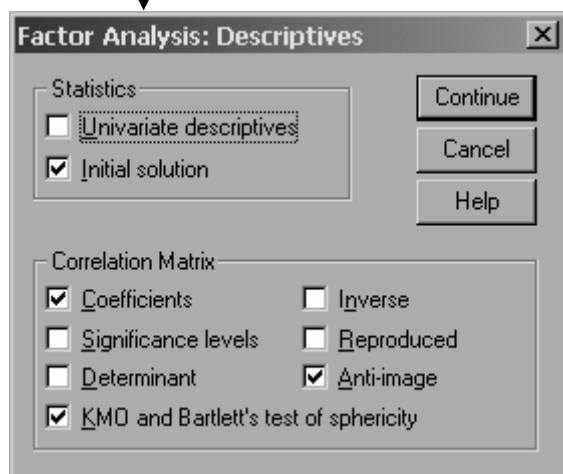 Factor Analysis: Descriptives
Statistics
Univariate descriptives
Initial solution
Continue
Cancel
Help
Correlation Matrix
Coefficients Inverse
Significance levels Reproduced
Determinant Anti-image
KMO and Bartlett's test of sphericity